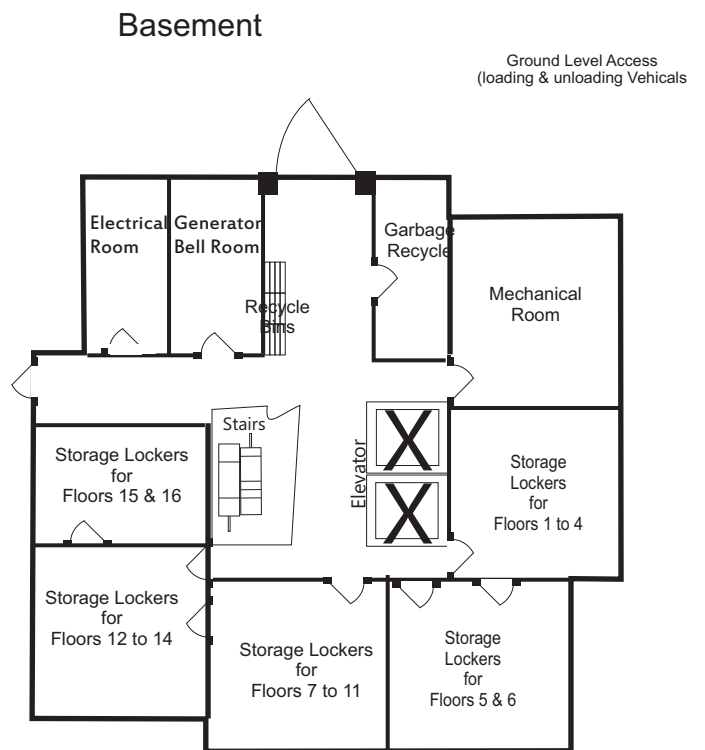 Basement
Ground Level Access
(loading & unloading Vehicals
Electrical
Room
Generator
Bell Room
Garbage
Recycle
Recycle
Bins
Mechanical
Room
Stairs
Elevator
Storage Lockers
for
Floors 15 & 16
Storage
Lockers
for
Floors 1 to 4
Storage Lockers
for
Floors 12 to 14
Storage Lockers
for
Floors 7 to 11
Storage
Lockers
for
Floors 5 & 6